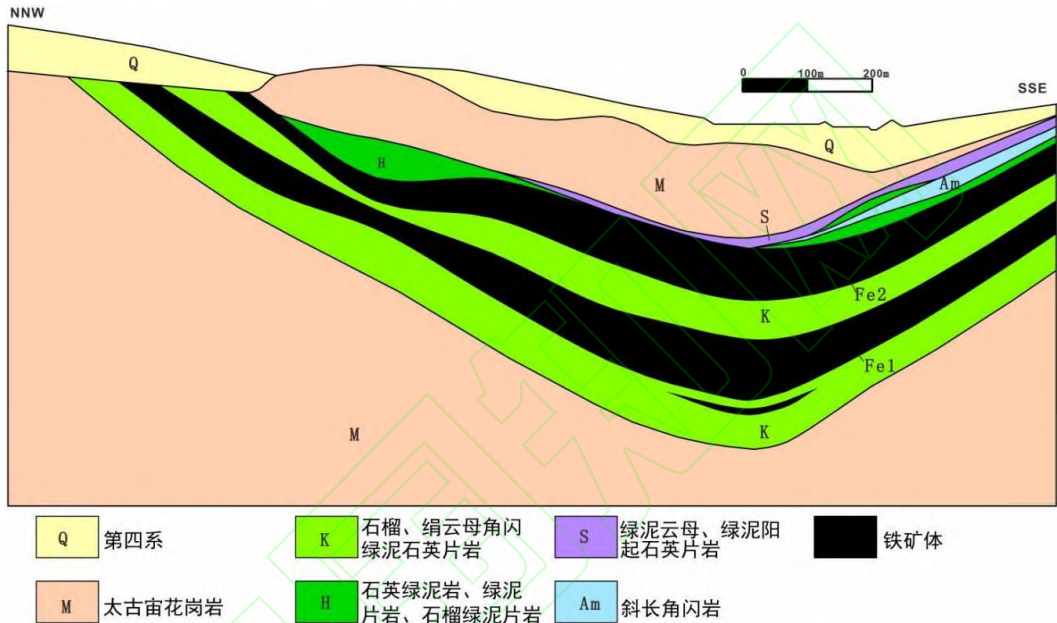 NNW
Q
0 100m 200m
SSE
Q
H
M
Am
S
Fe2
K
Fe1
M
K
Q 第四系
K 石榴、绢云母角闪
绿泥石英片岩
S 绿泥云母、绿泥阳
起石英片岩
铁矿体
M 太古宙花岗岩
H 石英绿泥岩、绿泥
片岩、石榴绿泥片岩
Am 斜长角闪岩